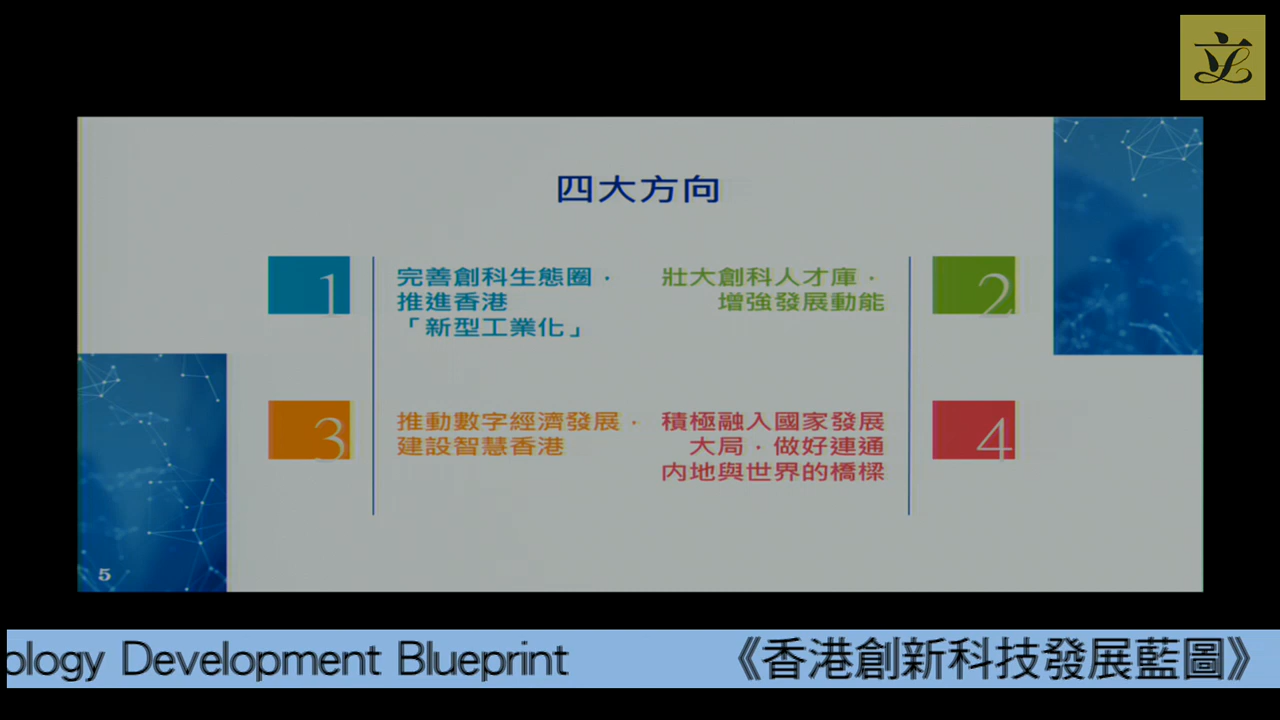 立
四大方向
1
完善創科生態圈，
推進香港
「新型工業化」
壯大創科人才庫，
增強發展動能
2
3
推動數字經濟發展，
建設智慧香港
積極融入國家發展
大局，做好連通
內地與世界的橋樑
4
5
ology Development Blueprint 《香港創新科技發展藍圖》